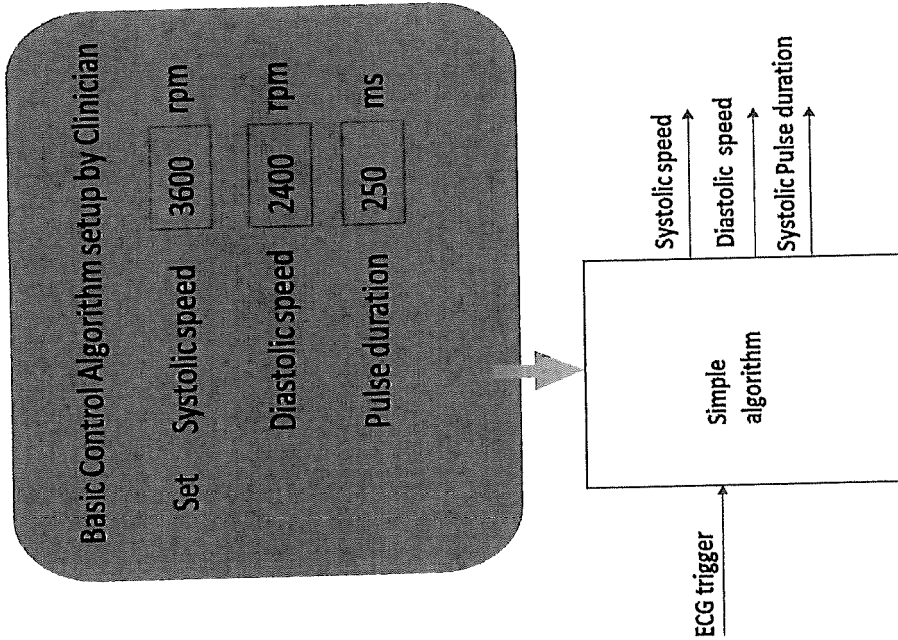 Basic Control Algorithm setup by Clinician
Set Systolic speed 3600 rpm
Diastolic speed 2400 rpm
Pulse duration 250 ms
ECG trigger
Simple
algorithm
Systolic speed
Diastolic speed
Systolic Pulse duration